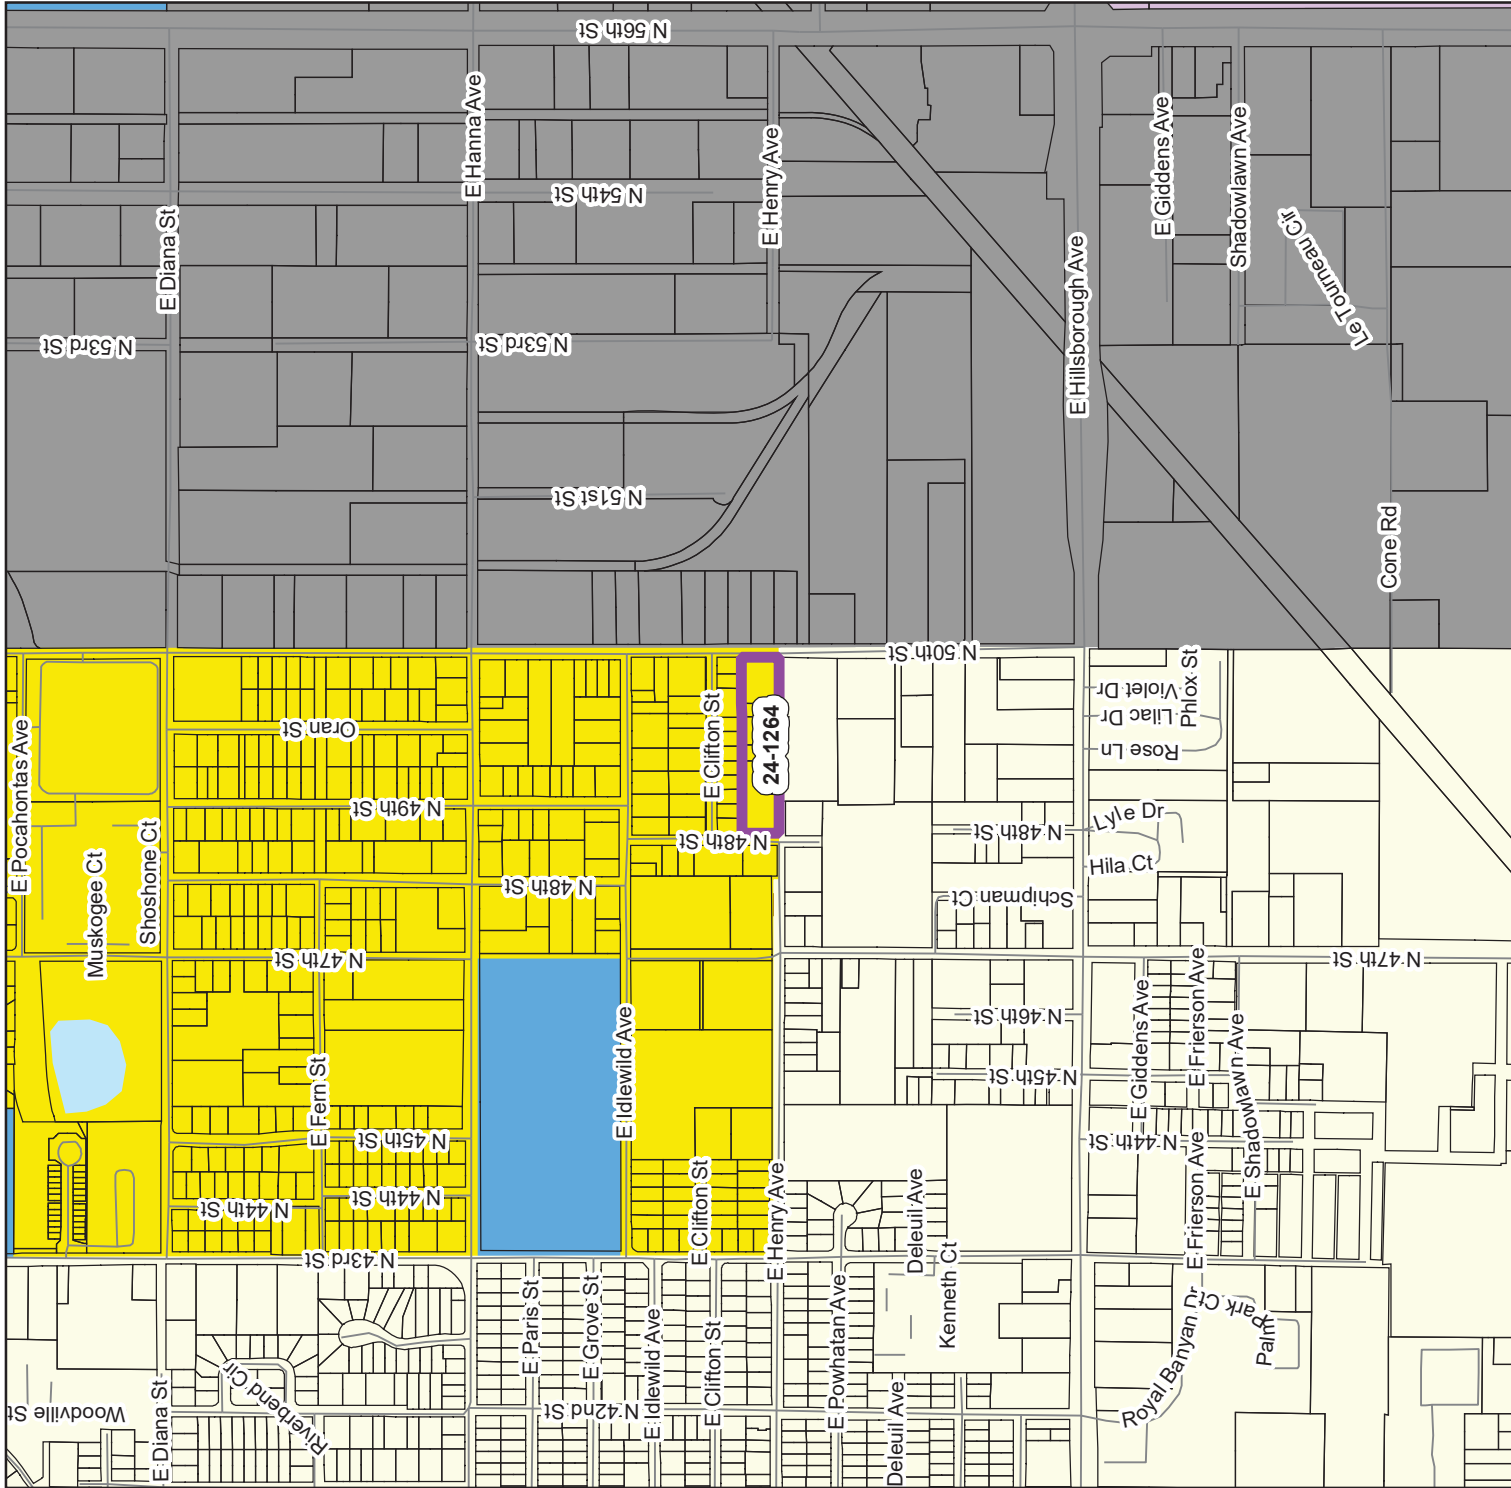 N 56th St
E Hanna Ave
E Giddens Ave
Shadowlawn Ave
E Henry Ave
N 54th St
E Diana St
Le Tourneau Cir
E Hillsborough Ave
N 53rd St
N 53rd St
N 51st St
Cone Rd
N 50th St
Phlox St
Violet Dr
Lilac Dr
Rose Ln
E Clifton St
24-1264
Oran St
E Pocahontas Ave
N 49th St
N 48th St
N 48th St
Lyle Dr
Hila Ct
Shoshone Ct
Muskogee Ct
N 48th St
Schipman Ct
N 47th St
N 47th St
E Giddens Ave
E Frierson Ave
N 46th St
E Idlewild Ave
E Fern St
N 45th St
E Shadowlawn Ave
N 45th St
N 44th St
N 44th St
N 44th St
E Clifton St
E Henry Ave
Deleuil Ave
E Frierson Ave
N 43rd St
Kenneth Ct
E Paris St
E Grove St
E Idlewild Ave
E Clifton St
E Powhatan Ave
Royal Banyan Dr
Park Ct
Palm
Woodville St
E Diana St
Riverbend Cir
N 42nd St
Deleuil Ave